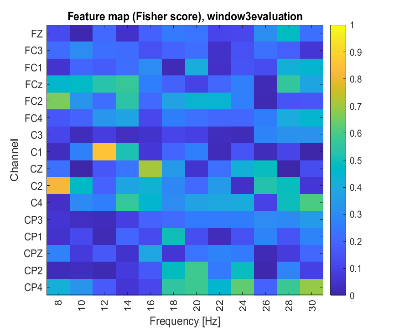 Feature map (Fisher score), window3evaluation
FZ
FC3
FC1
FCz
FC2
FC4
C3
C1
CZ
C2
C4
CP3
CP1
CPZ
CP2
CP4
Channel
8 10 12 14 16 18 20 22 24 26 28 30
Frequency [Hz]
1
0.9
0.8
0.7
0.6
0.5
0.4
0.3
0.2
0.1
0